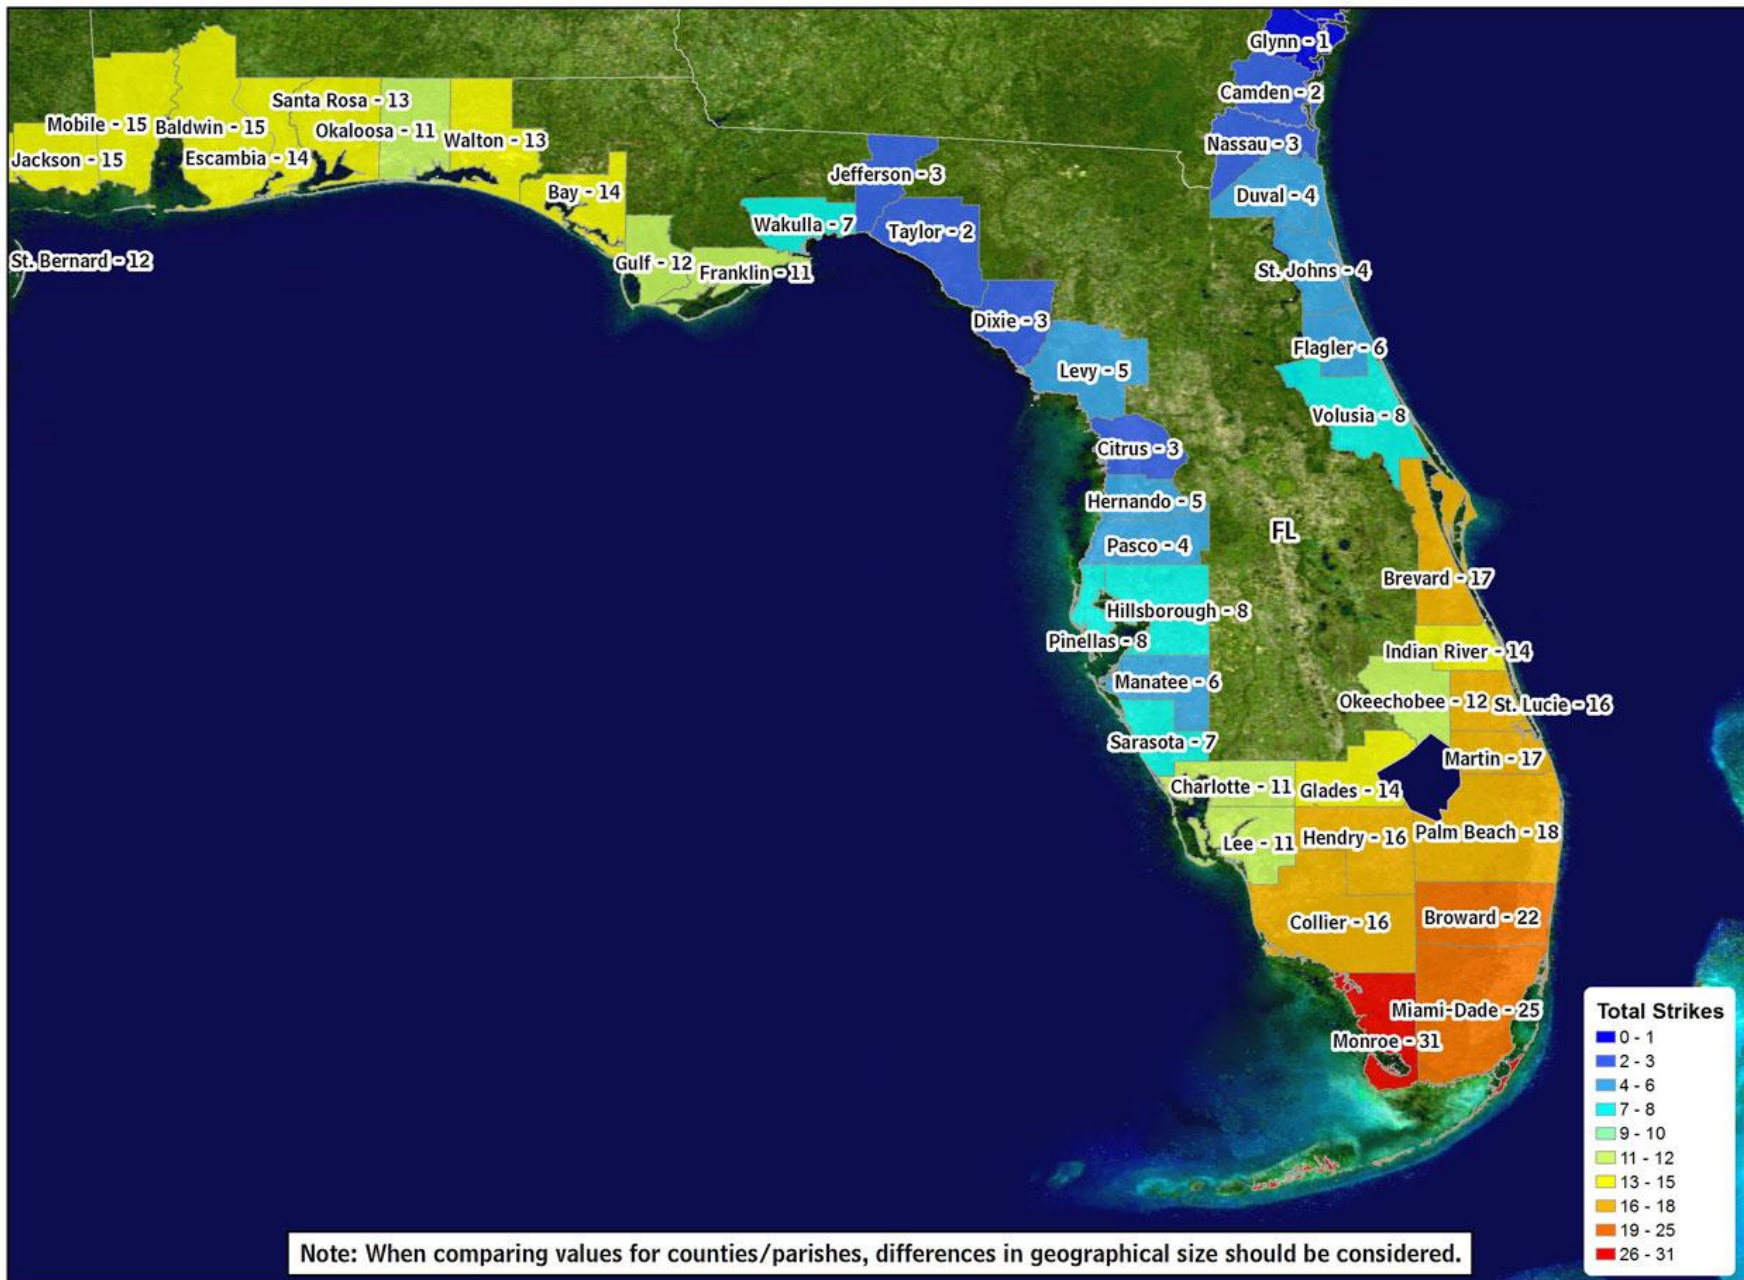 Glynn - 1
Camden - 2
Santa Rosa - 13
Mobile - 15
Baldwin - 15
Okaloosa - 11
Walton - 13
Nassau - 3
Jackson - 15
Escambia - 14
Jefferson - 3
Bay - 14
Duval - 4
Wakulla - 7
Taylor - 2
St. Bernard - 12
Gulf - 12
Franklin - 11
St. Johns - 4
Dixie - 3
Flagler - 6
Levy - 5
Volusia - 8
Citrus - 3
Hernando - 5
FL
Pasco - 4
Brevard - 17
Hillsborough - 8
Pinellas - 8
Indian River - 14
Manatee - 6
Okeechobee - 12
St. Lucie - 16
Sarasota - 7
Martin - 17
Charlotte - 11
Glades - 14
Lee - 11
Hendry - 16
Palm Beach - 18
Collier - 16
Broward - 22
Miami-Dade - 25
Monroe - 31
Total Strikes
0 - 1
2 - 3
4 - 6
7 - 8
9 - 10
11 - 12
13 - 15
16 - 18
19 - 25
26 - 31
Note: When comparing values for counties/parishes, differences in geographical size should be considered.